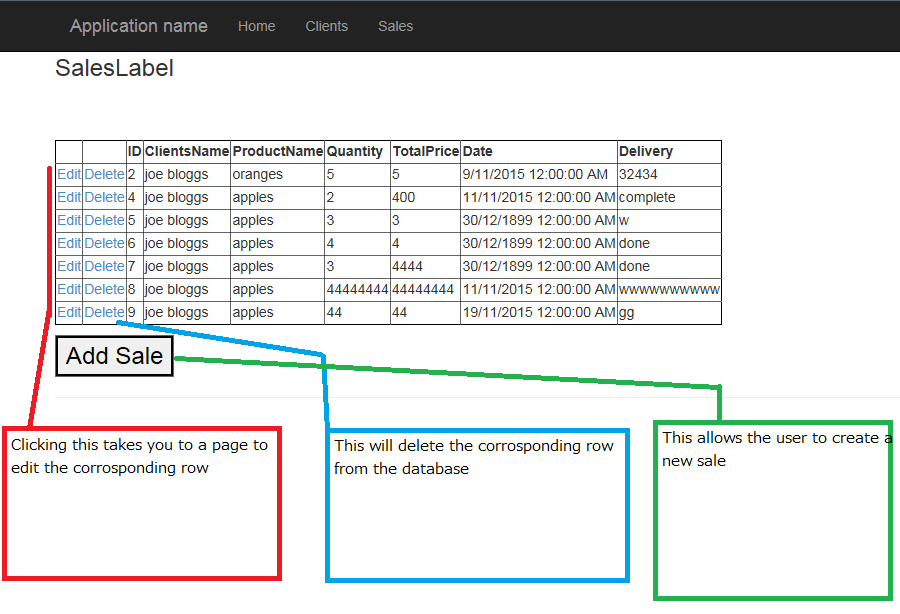 Application name Home Clients Sales
SalesLabel
ID ClientsName ProductName Quantity TotalPrice Date Delivery
Edit Delete 2 joe bloggs oranges 5 5 9/11/2015 12:00:00 AM 32434
Edit Delete 4 joe bloggs apples 2 400 11/11/2015 12:00:00 AM complete
Edit Delete 5 joe bloggs apples 3 3 30/12/1899 12:00:00 AM w
Edit Delete 6 joe bloggs apples 4 4 30/12/1899 12:00:00 AM done
Edit Delete 7 joe bloggs apples 3 4444 30/12/1899 12:00:00 AM done
Edit Delete 8 joe bloggs apples 44444444 44444444 11/11/2015 12:00:00 AM wwwwwwwwww
Edit Delete 9 joe bloggs apples 44 44 19/11/2015 12:00:00 AM gg
Add Sale
Clicking this takes you to a page to
edit the corrosponding row
This will delete the corrosponding row
from the database
This allows the user to create a
new sale